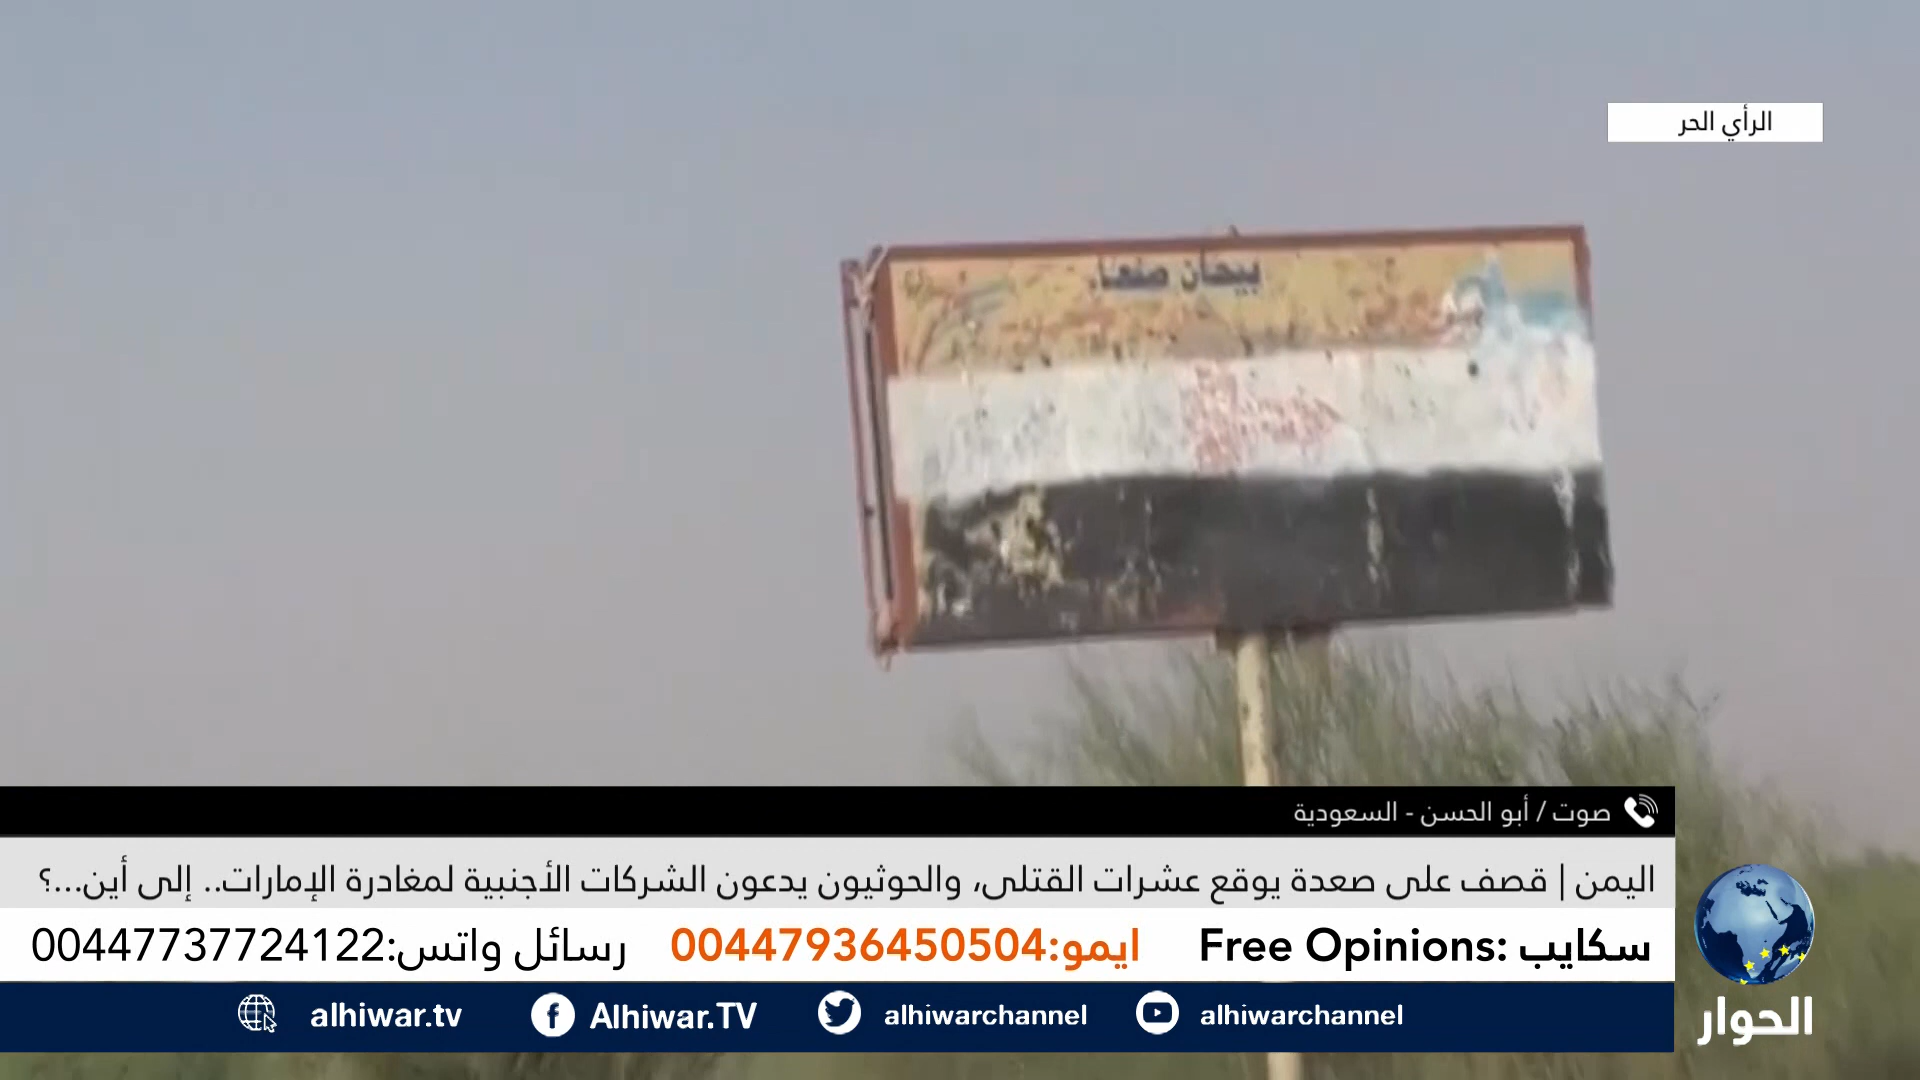 الرأي الحر
بيحان صنعاء
صوت / أبو الحسن - السعودية
اليمن | قصف على صعدة يوقع عشرات القتلى، والحوثيون يدعون الشركات الأجنبية لمغادرة الإمارات.. إلى أين...؟
سكايب :Free Opinions ايمو:00447936450504 رسائل واتس:00447737724122
alhiwar.tv Alhiwar.TV alhiwarchannel alhiwarchannel
الحوار